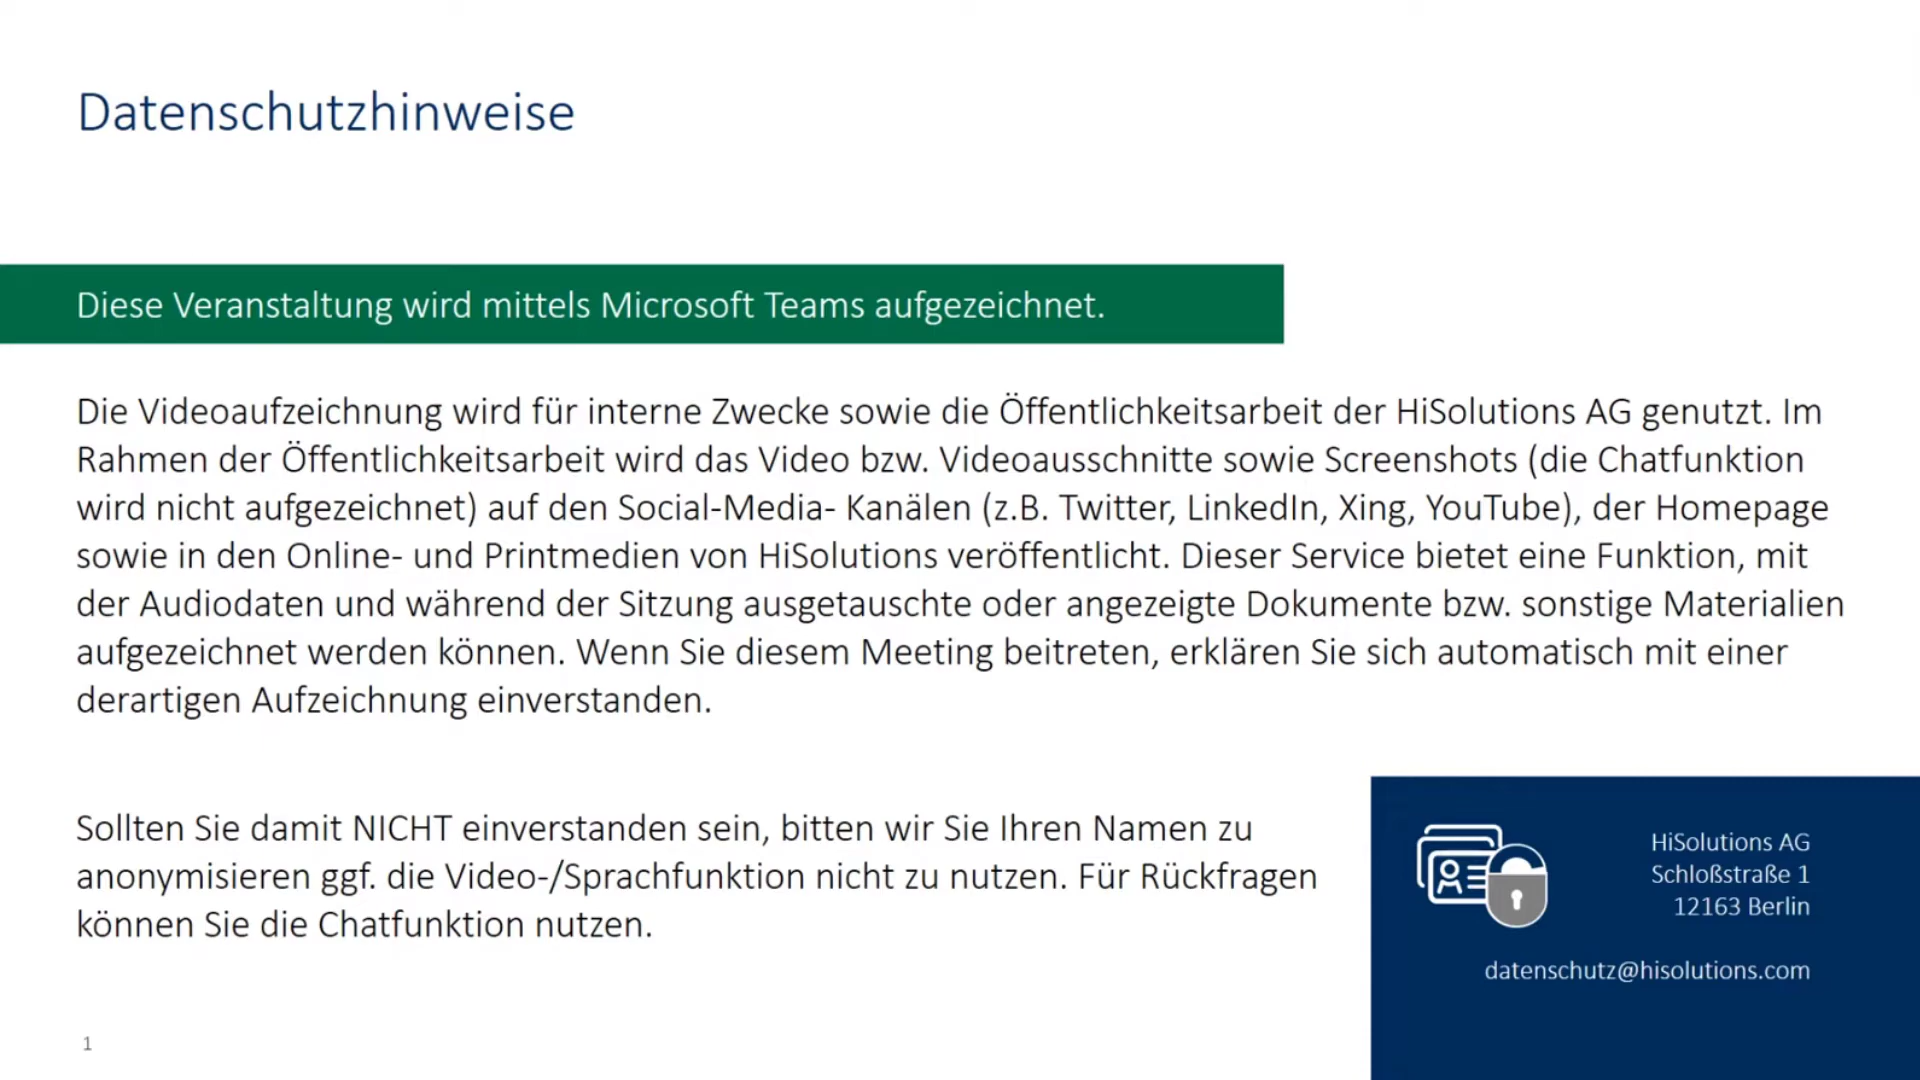 Datenschutzhinweise
Diese Veranstaltung wird mittels Microsoft Teams aufgezeichnet.
Die Videoaufzeichnung wird für interne Zwecke sowie die Öffentlichkeitsarbeit der HiSolutions AG genutzt. Im
Rahmen der Öffentlichkeitsarbeit wird das Video bzw. Videoausschnitte sowie Screenshots (die Chatfunktion
wird nicht aufgezeichnet) auf den Social-Media- Kanälen (z.B. Twitter, LinkedIn, Xing, YouTube), der Homepage
sowie in den Online- und Printmedien von HiSolutions veröffentlicht. Dieser Service bietet eine Funktion, mit
der Audiodaten und während der Sitzung ausgetauschte oder angezeigte Dokumente bzw. sonstige Materialien
aufgezeichnet werden können. Wenn Sie diesem Meeting beitreten, erklären Sie sich automatisch mit einer
derartigen Aufzeichnung einverstanden.
Sollten Sie damit NICHT einverstanden sein, bitten wir Sie Ihren Namen zu
anonymisieren ggf. die Video-/Sprachfunktion nicht zu nutzen. Für Rückfragen
können Sie die Chatfunktion nutzen.
HiSolutions AG
Schloßstraße 1
12163 Berlin
datenschutz@hisolutions.com
1